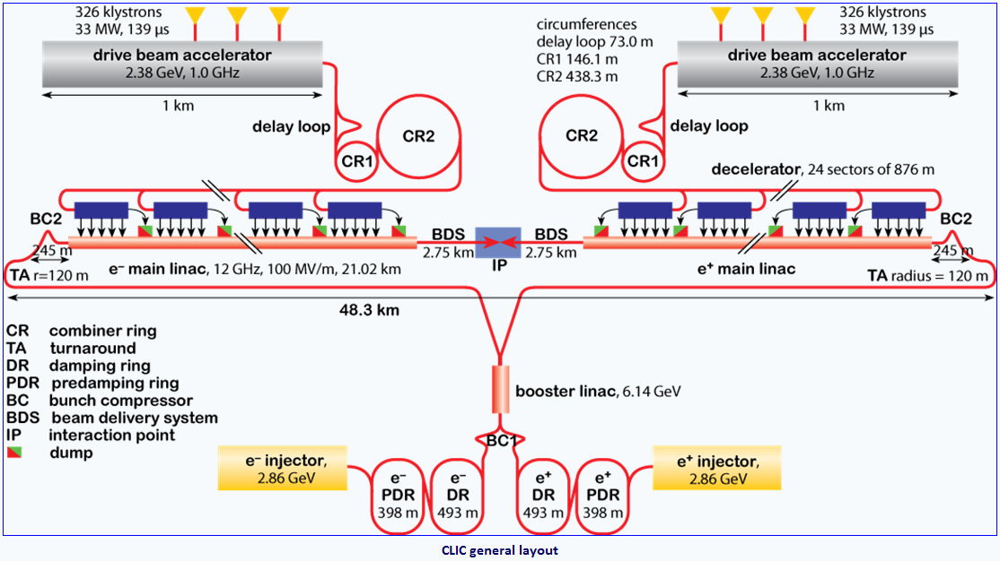 326 klystrons
33 MW, 139 µs
drive beam accelerator
2.38 GeV, 1.0 GHz
1 km
delay loop
CR1
CR2
circumferences
delay loop 73.0 m
CR1 146.1 m
CR2 438.3 m
326 klystrons
33 MW, 139 µs
drive beam accelerator
2.38 GeV, 1.0 GHz
1 km
CR2
CR1
delay loop
decelerator, 24 sectors of 876 m
BC2
245 m
TA r=120 m
e⁻ main linac, 12 GHz, 100 MV/m, 21.02 km
BDS
2.75 km
IP
BDS
2.75 km
e⁺ main linac
BC2
245 m
TA radius = 120 m
48.3 km
CR combiner ring
TA turnaround
DR damping ring
PDR predamping ring
BC bunch compressor
BDS beam delivery system
IP interaction point
dump
booster linac, 6.14 GeV
BC1
e⁻ injector,
2.86 GeV
e⁻
PDR
398 m
e⁻
DR
493 m
e⁺
DR
493 m
e⁺
PDR
398 m
e⁺ injector,
2.86 GeV
CLIC general layout